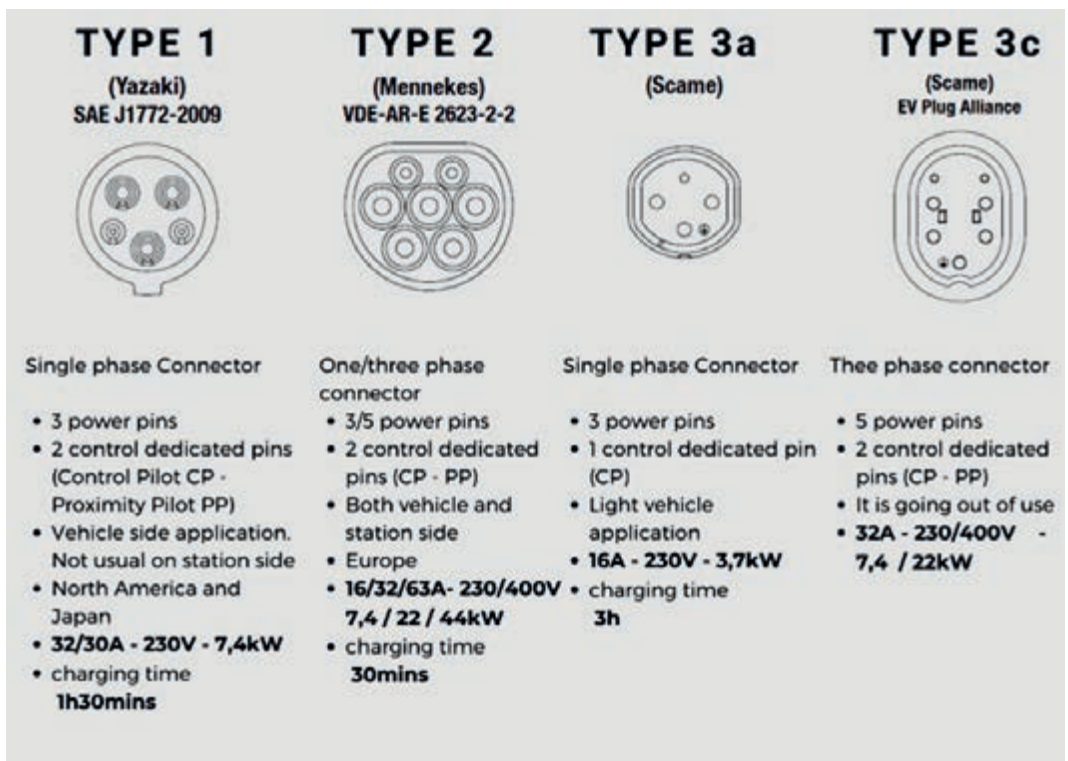 TYPE 1
(Yazaki)
SAE J1772-2009
Single phase Connector
• 3 power pins
• 2 control dedicated pins
(Control Pilot CP -
Proximity Pilot PP)
• Vehicle side application.
Not usual on station side
• North America and
Japan
• 32/30A - 230V - 7,4kW
• charging time
1h30mins
TYPE 2
(Mennekes)
VDE-AR-E 2623-2-2
One/three phase
connector
• 3/5 power pins
• 2 control dedicated
pins (CP - PP)
• Both vehicle and
station side
• Europe
• 16/32/63A- 230/400V
7,4 / 22 / 44kW
• charging time
30mins
TYPE 3a
(Scame)
Single phase Connector
• 3 power pins
• 1 control dedicated pin
(CP)
• Light vehicle
application
• 16A - 230V - 3,7kW
• charging time
3h
TYPE 3c
(Scame)
EV Plug Alliance
Thee phase connector
• 5 power pins
• 2 control dedicated
pins (CP - PP)
• It is going out of use
• 32A - 230/400V -
7,4 / 22kW